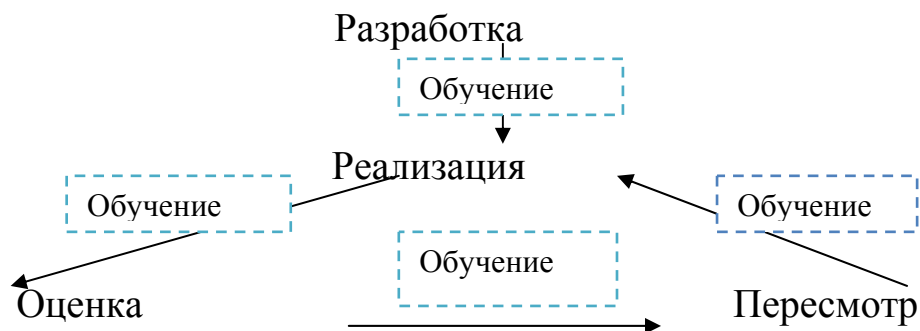 Разработка
Обучение
Реализация
Обучение
Обучение
Обучение
Оценка
Пересмотр